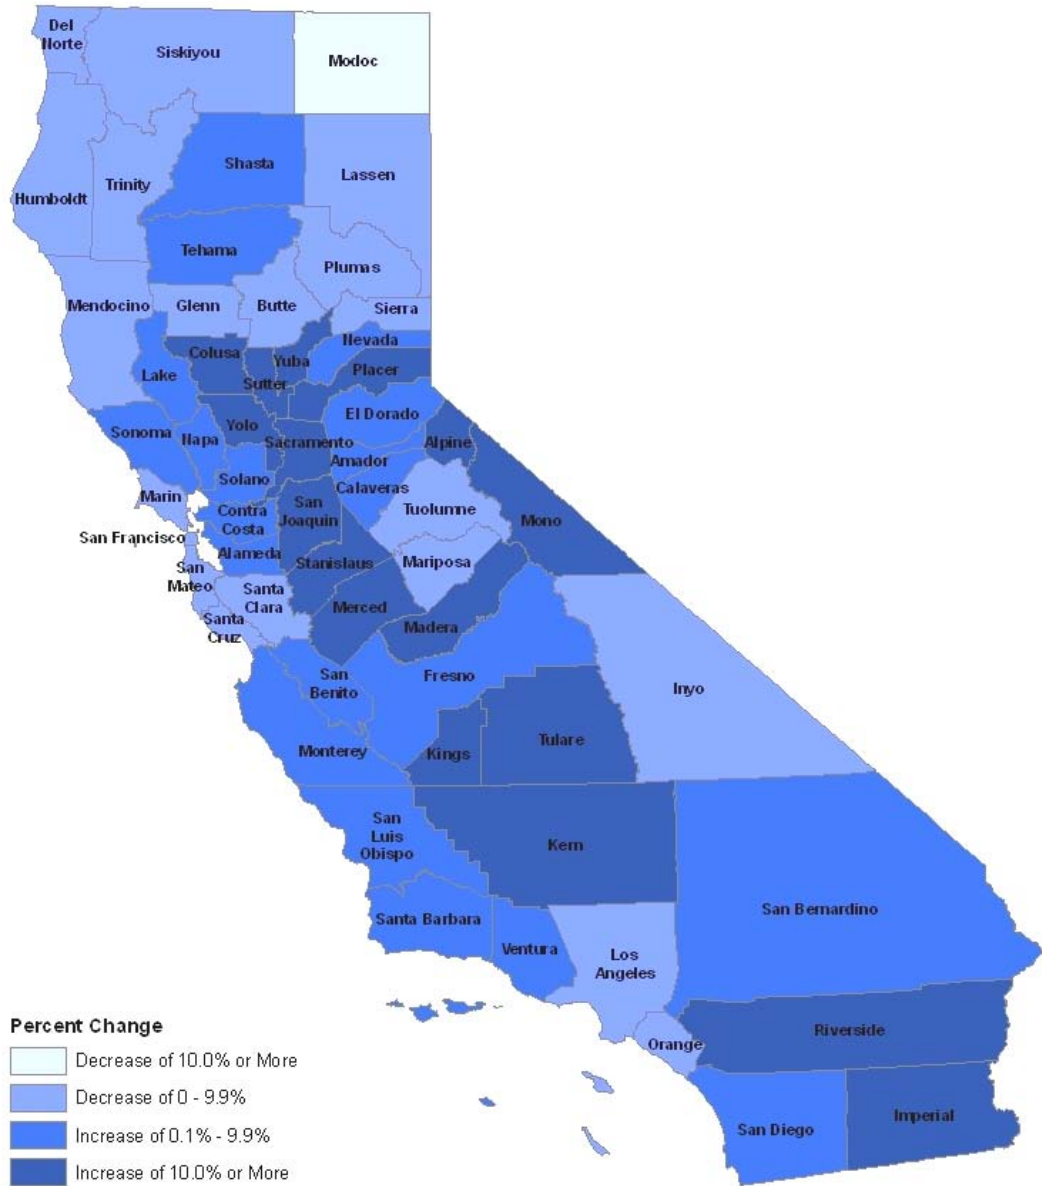 Del
Norte
Siskiyou
Modoc
Shasta
Lassen
Trinity
Humboldt
Tehama
Plumas
Mendocino
Glenn
Butte
Sierra
Nevada
Colusa
Yuba
Placer
Lake
Sutter
El Dorado
Yolo
Sonoma
Napa
Sacramento
Alpine
Amador
Solano
Calaveras
Marin
Contra
Costa
San
Joaquin
Tuolumne
Mono
San Francisco
Alameda
Stanislaus
Mariposa
San
Mateo
Santa
Clara
Merced
Santa
Cruz
Madera
San
Benito
Fresno
Inyo
Monterey
Kings
Tulare
San
Luis
Obispo
Kern
San Bernardino
Santa Barbara
Ventura
Los
Angeles
Riverside
Orange
Imperial
San Diego
Percent Change
Decrease of 10.0% or More
Decrease of 0 - 9.9%
Increase of 0.1% - 9.9%
Increase of 10.0% or More